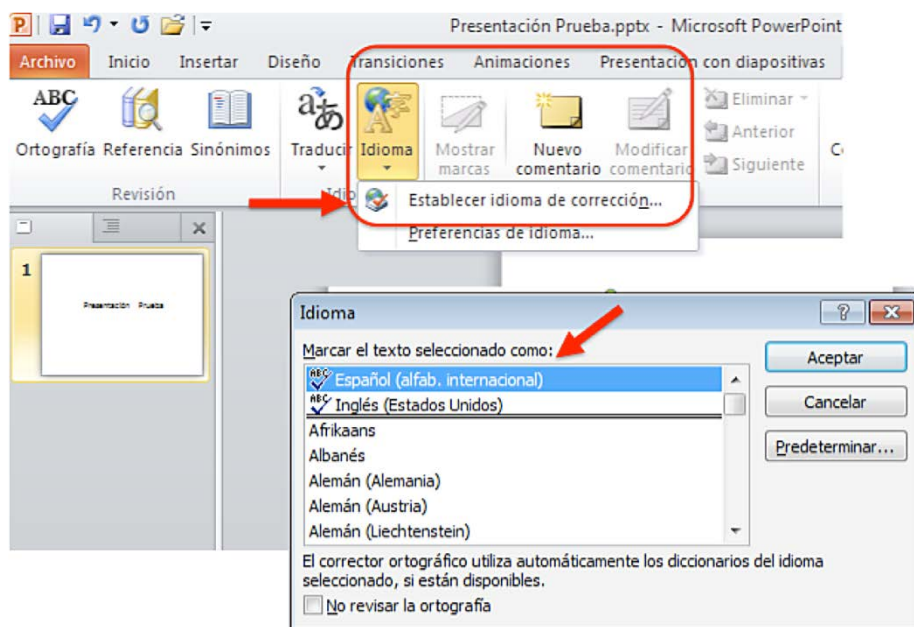 Presentación Prueba.pptx - Microsoft PowerPoint
Archivo Inicio Insertar Diseño Transiciones Animaciones Presentación con diapositivas
ABC
Ortografía Referencia Sinónimos Traducir Idioma Mostrar marcas Nuevo comentario Modificar comentario
Eliminar
Anterior
Siguiente
Revisión
Establecer idioma de corrección...
Preferencias de idioma...
1
Presentación Prueba
Idioma
Marcar el texto seleccionado como:
Español (alfab. internacional)
Inglés (Estados Unidos)
Afrikaans
Albanés
Alemán (Alemania)
Alemán (Austria)
Alemán (Liechtenstein)
Aceptar
Cancelar
Predeterminar...
El corrector ortográfico utiliza automáticamente los diccionarios del idioma
seleccionado, si están disponibles.
No revisar la ortografía